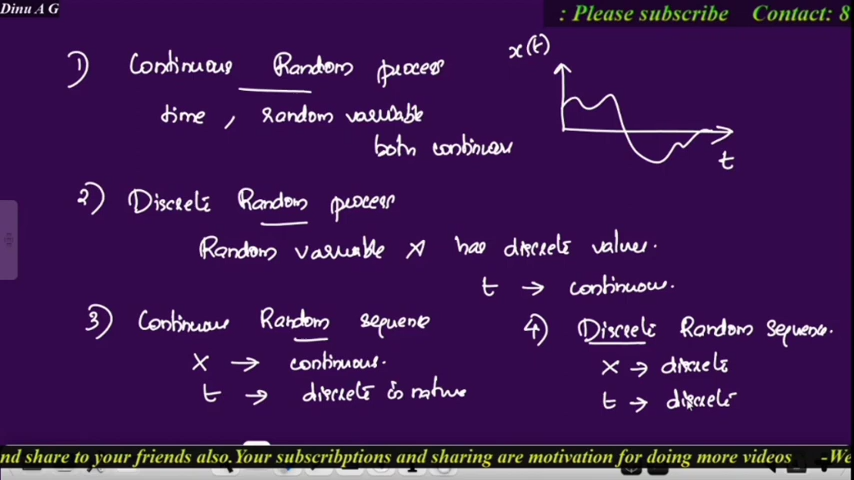 Dinu A G
: Please subscribe Contact: 8
1) Continuous Random process
time , random variable
both continuous
x(t)
t
2) Discrete Random process
Random variable X has discrete values.
t → continuous.
3) Continuous Random sequence
X → continuous.
t → discrete in nature
4) Discrete Random Sequence.
X → discrete
t → discrete
nd share to your friends also.Your subscribptions and sharing are motivation for doing more videos -We